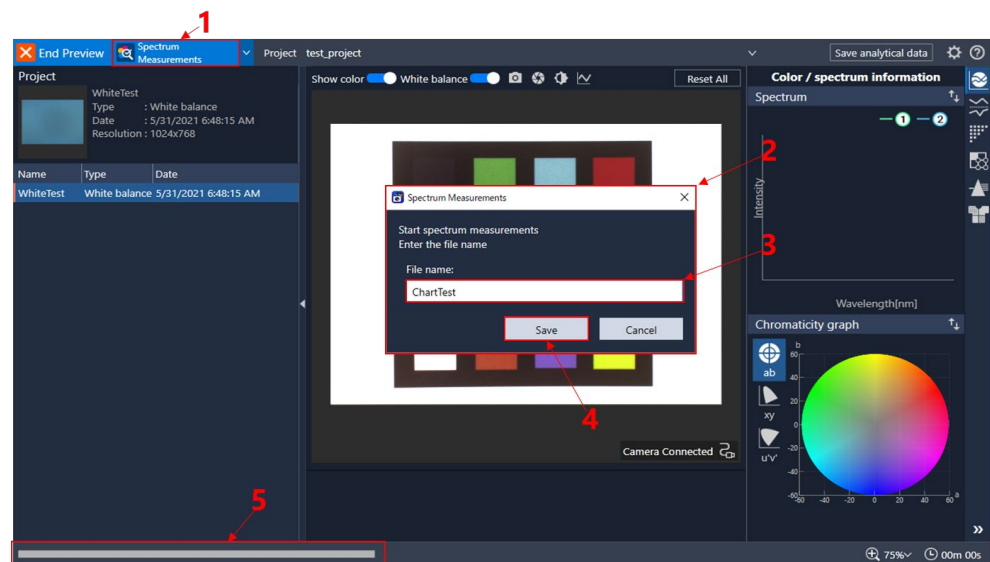 1
End Preview
Spectrum
Measurements
Project test_project
Save analytical data
Project
WhiteTest
Type : White balance
Date : 5/31/2021 6:48:15 AM
Resolution : 1024x768
Name Type Date
WhiteTest White balance 5/31/2021 6:48:15 AM
Show color White balance Reset All
2
Spectrum Measurements
Start spectrum measurements
Enter the file name
File name:
3
ChartTest
Save Cancel
4
Camera Connected
Color / spectrum information
Spectrum
1 2
Intensity
Wavelength[nm]
Chromaticity graph
ab
xy
u'v'
b
60
40
20
0
-20
-40
-60
-60 -40 -20 0 20 40 60 a
5
75% 00m 00s